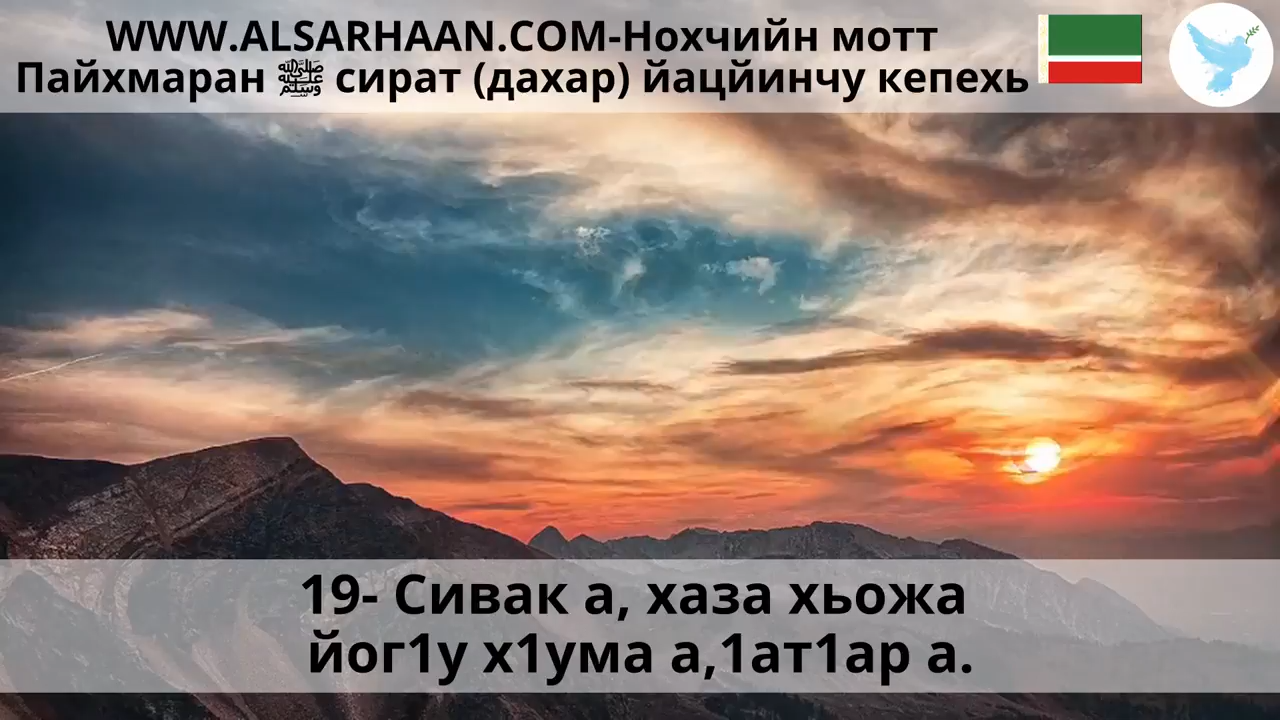 WWW.ALSARHAAN.COM-Нохчийн мотт
Пайхмаран ﷺ сират (дахар) йацйинчу кепехь
19- Сивак а, хаза хьожа
йог1у х1ума а,1ат1ар а.